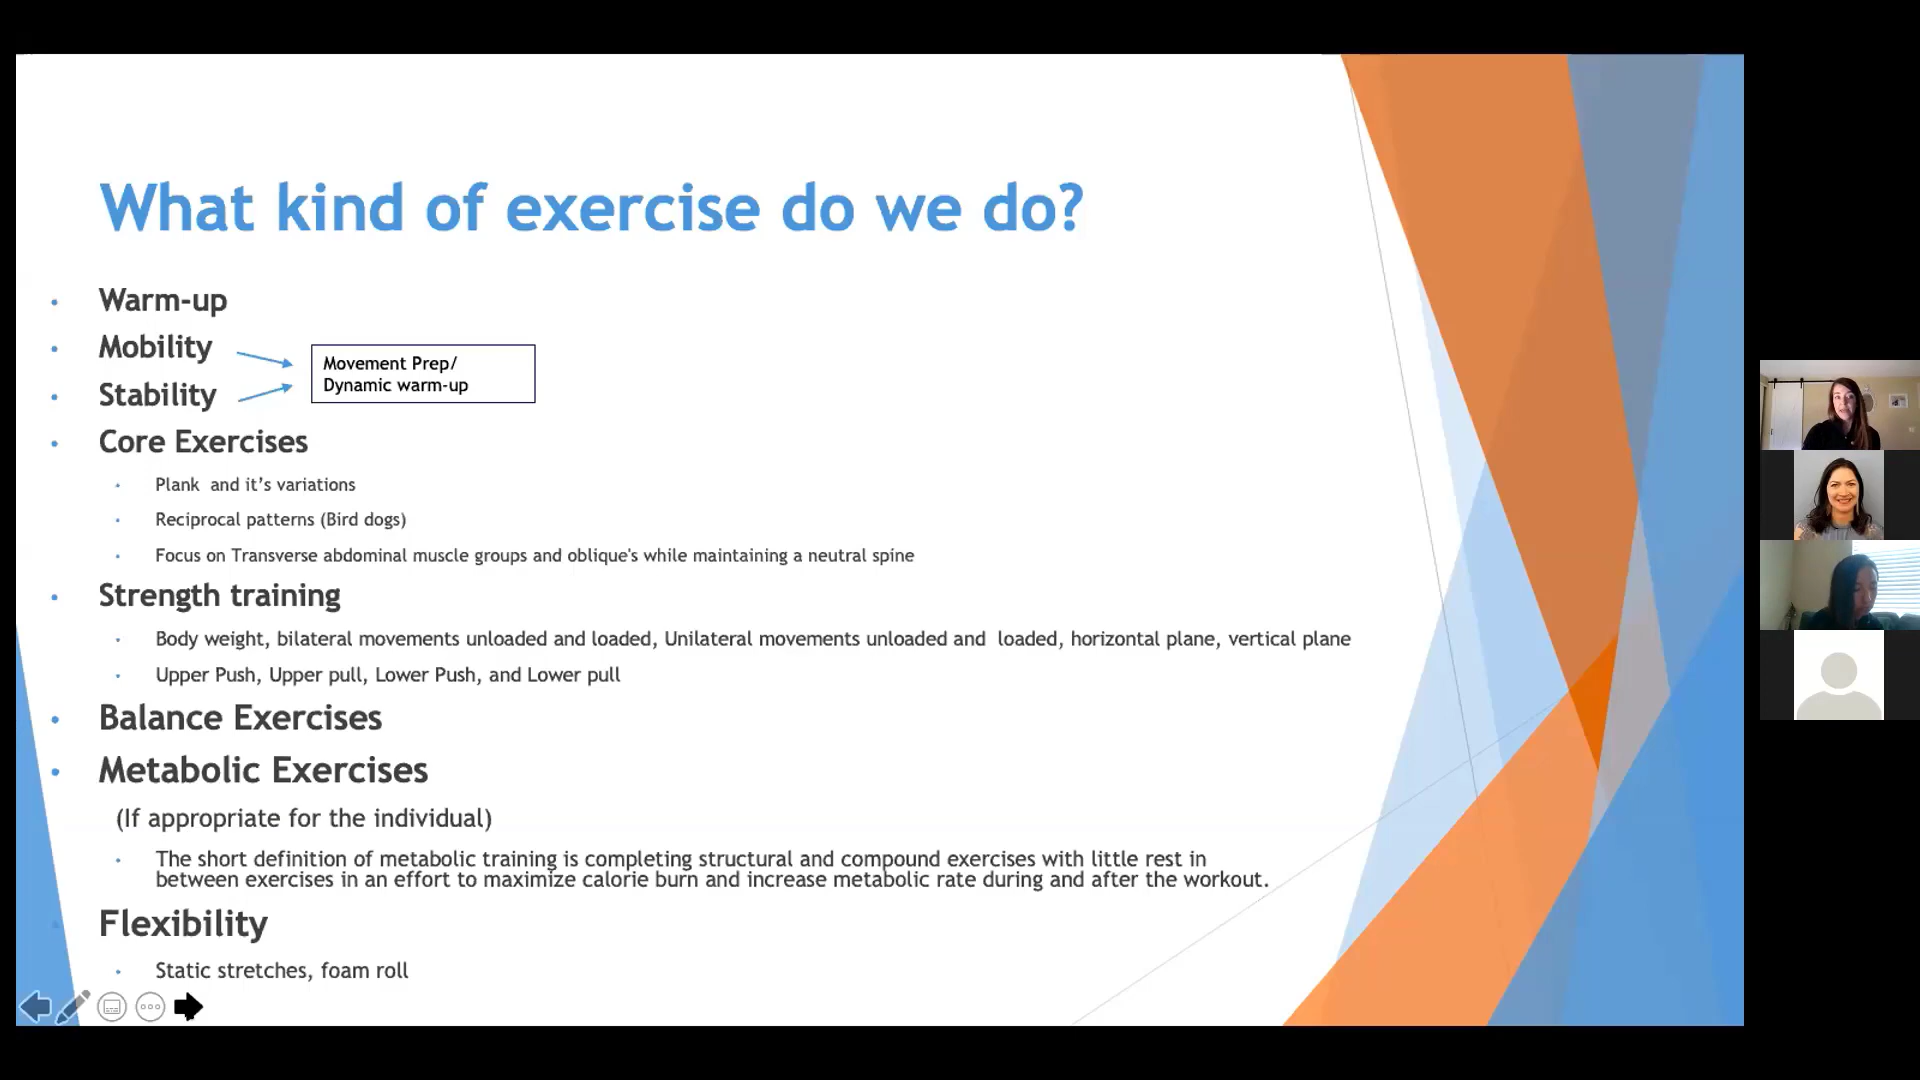 What kind of exercise do we do?
• Warm-up
• Mobility
Movement Prep/
Dynamic warm-up
• Stability
• Core Exercises
• Plank and it’s variations
• Reciprocal patterns (Bird dogs)
• Focus on Transverse abdominal muscle groups and oblique's while maintaining a neutral spine
• Strength training
• Body weight, bilateral movements unloaded and loaded, Unilateral movements unloaded and loaded, horizontal plane, vertical plane
• Upper Push, Upper pull, Lower Push, and Lower pull
• Balance Exercises
• Metabolic Exercises
(If appropriate for the individual)
• The short definition of metabolic training is completing structural and compound exercises with little rest in
between exercises in an effort to maximize calorie burn and increase metabolic rate during and after the workout.
• Flexibility
• Static stretches, foam roll